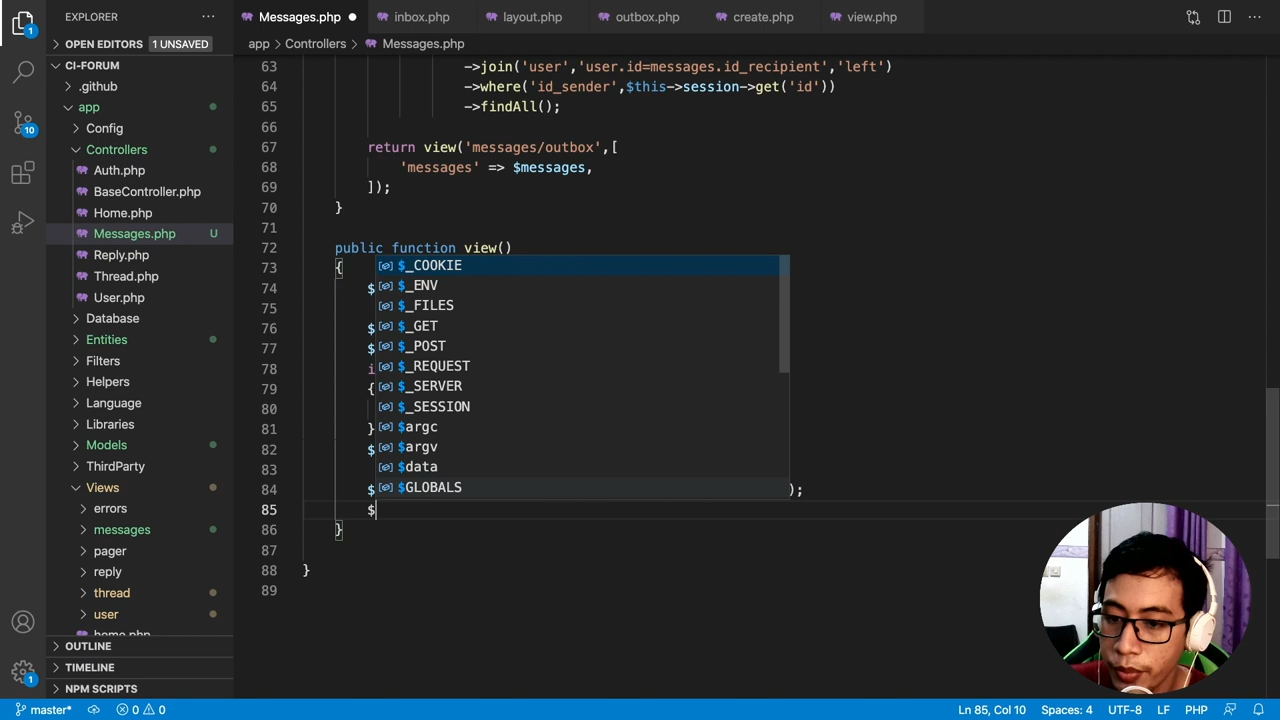 EXPLORER
Messages.php
inbox.php
layout.php
outbox.php
create.php
view.php
OPEN EDITORS 1 UNSAVED
app > Controllers > Messages.php
CI-FORUM
.github
app
Config
Controllers
Auth.php
BaseController.php
Home.php
Messages.php U
Reply.php
Thread.php
User.php
Database
Entities
Filters
Helpers
Language
Libraries
Models
ThirdParty
Views
errors
messages
pager
reply
thread
user
home.php
OUTLINE
TIMELINE
NPM SCRIPTS
1
10
1
63 ->join('user','user.id=messages.id_recipient','left')
64 ->where('id_sender',$this->session->get('id'))
65 ->findAll();
66
67 return view('messages/outbox',[
68 'messages' => $messages,
69 ]);
70 }
71
72 public function view()
73 {
74 $
75
76 $
77 $
78 i
79 {
80
81 }
82 $
83
84 $ );
85 $
86 }
87
88 }
89
$_COOKIE
$_ENV
$_FILES
$_GET
$_POST
$_REQUEST
$_SERVER
$_SESSION
$argc
$argv
$data
$GLOBALS
master* 0 0 Ln 85, Col 10 Spaces: 4 UTF-8 LF PHP